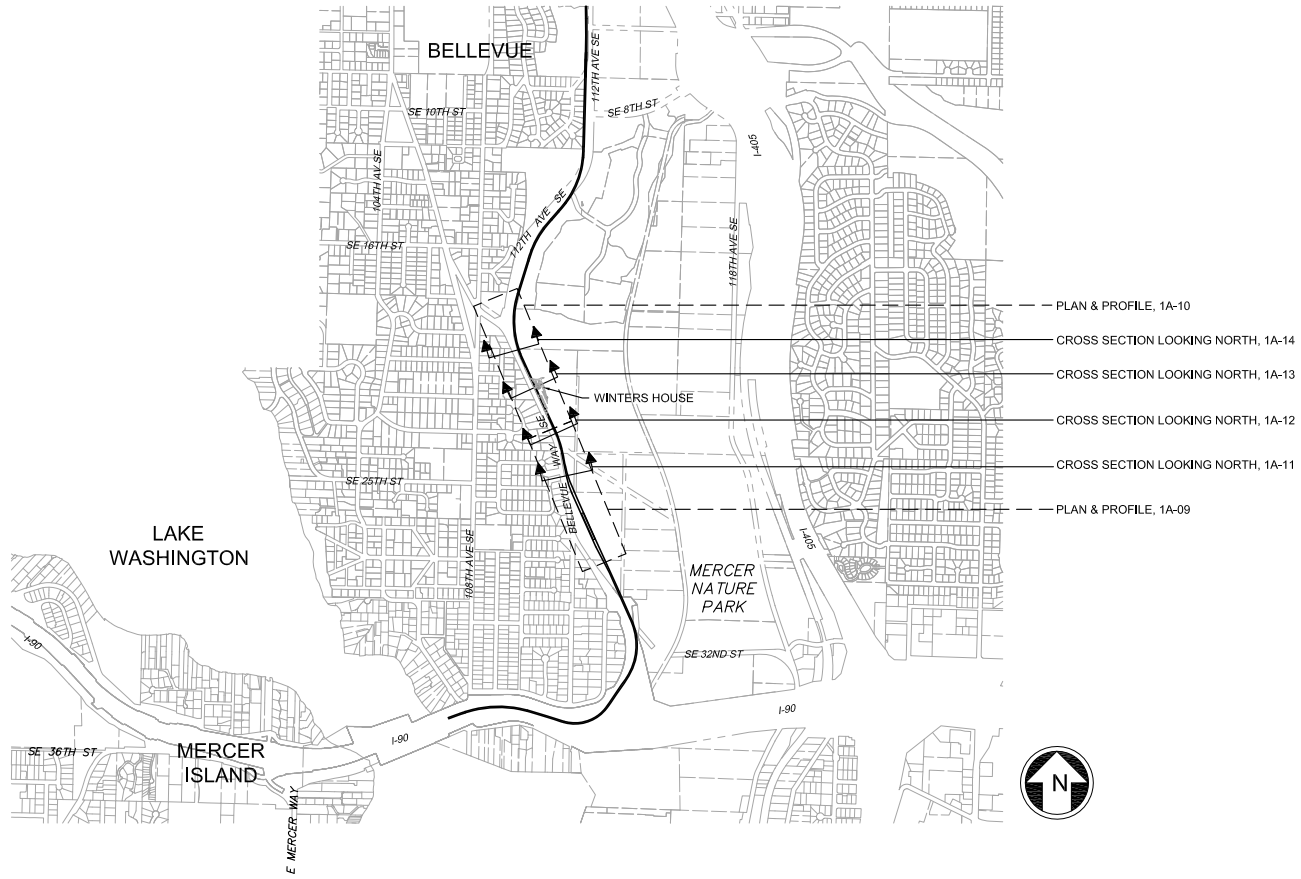 BELLEVUE
112TH AVE SE
SE 10TH ST
SE 8TH ST
I-405
104TH AV SE
112TH AVE SE
SE 16TH ST
118TH AVE SE
PLAN & PROFILE, 1A-10
CROSS SECTION LOOKING NORTH, 1A-14
CROSS SECTION LOOKING NORTH, 1A-13
WINTERS HOUSE
CROSS SECTION LOOKING NORTH, 1A-12
BELLEVUE WAY SE
CROSS SECTION LOOKING NORTH, 1A-11
SE 25TH ST
PLAN & PROFILE, 1A-09
LAKE
WASHINGTON
108TH AVE SE
I-405
MERCER
NATURE
PARK
I-90
SE 32ND ST
I-90
I-90
SE 36TH ST
MERCER
ISLAND
E MERCER WAY
N